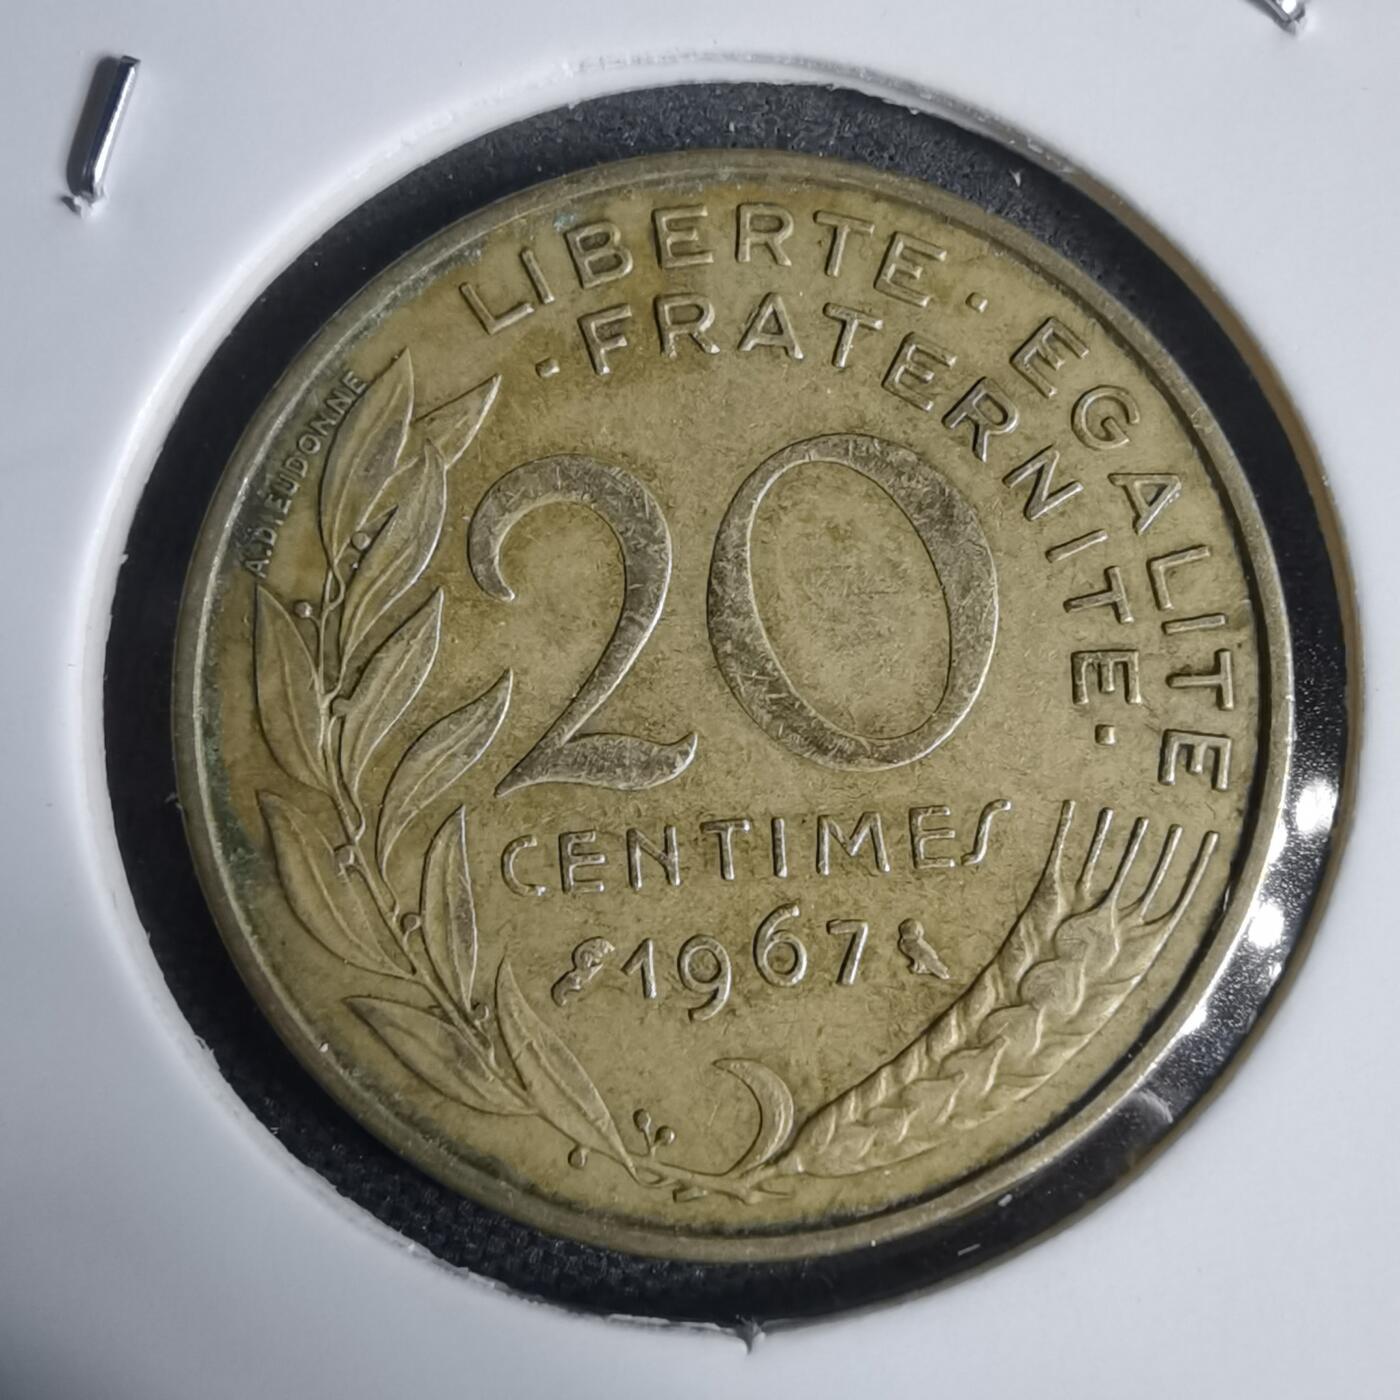 LIBERTE · EGALITE
· FRATERNITE ·
A.DIEUDONNE
20
CENTIMES
1967